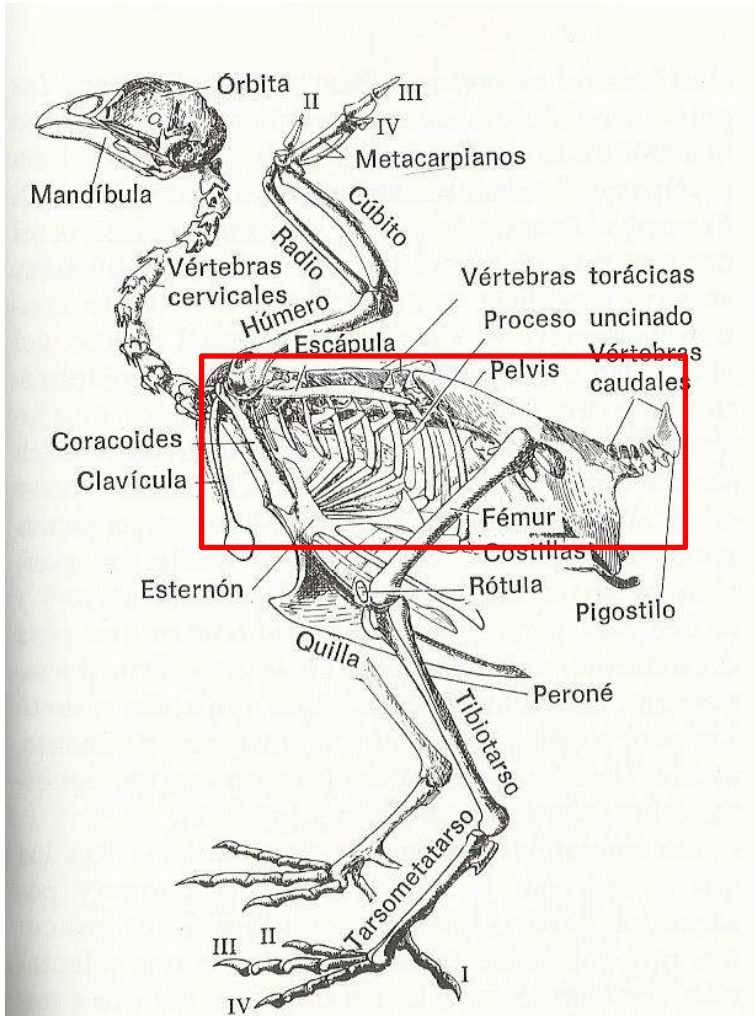 Órbita
II
III
IV
Metacarpianos
Mandíbula
Cúbito
Radio
Vértebras
cervicales
Húmero
Vértebras torácicas
Proceso uncinado
Escápula
Pelvis
Vértebras
caudales
Coracoides
Clavícula
Fémur
Costillas
Esternón
Rótula
Pigostilo
Quilla
Peroné
Tibiotarso
Tarsometatarso
II
III
I
IV